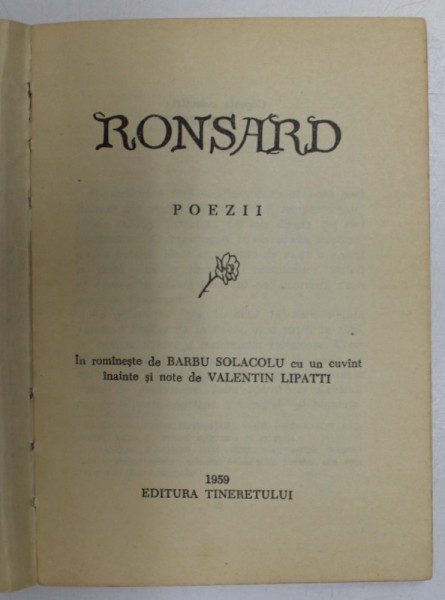 RONSARD
POEZII
In romînește de BARBU SOLACOLU cu un cuvînt
înainte și note de VALENTIN LIPATTI
1959
EDITURA TINERETULUI